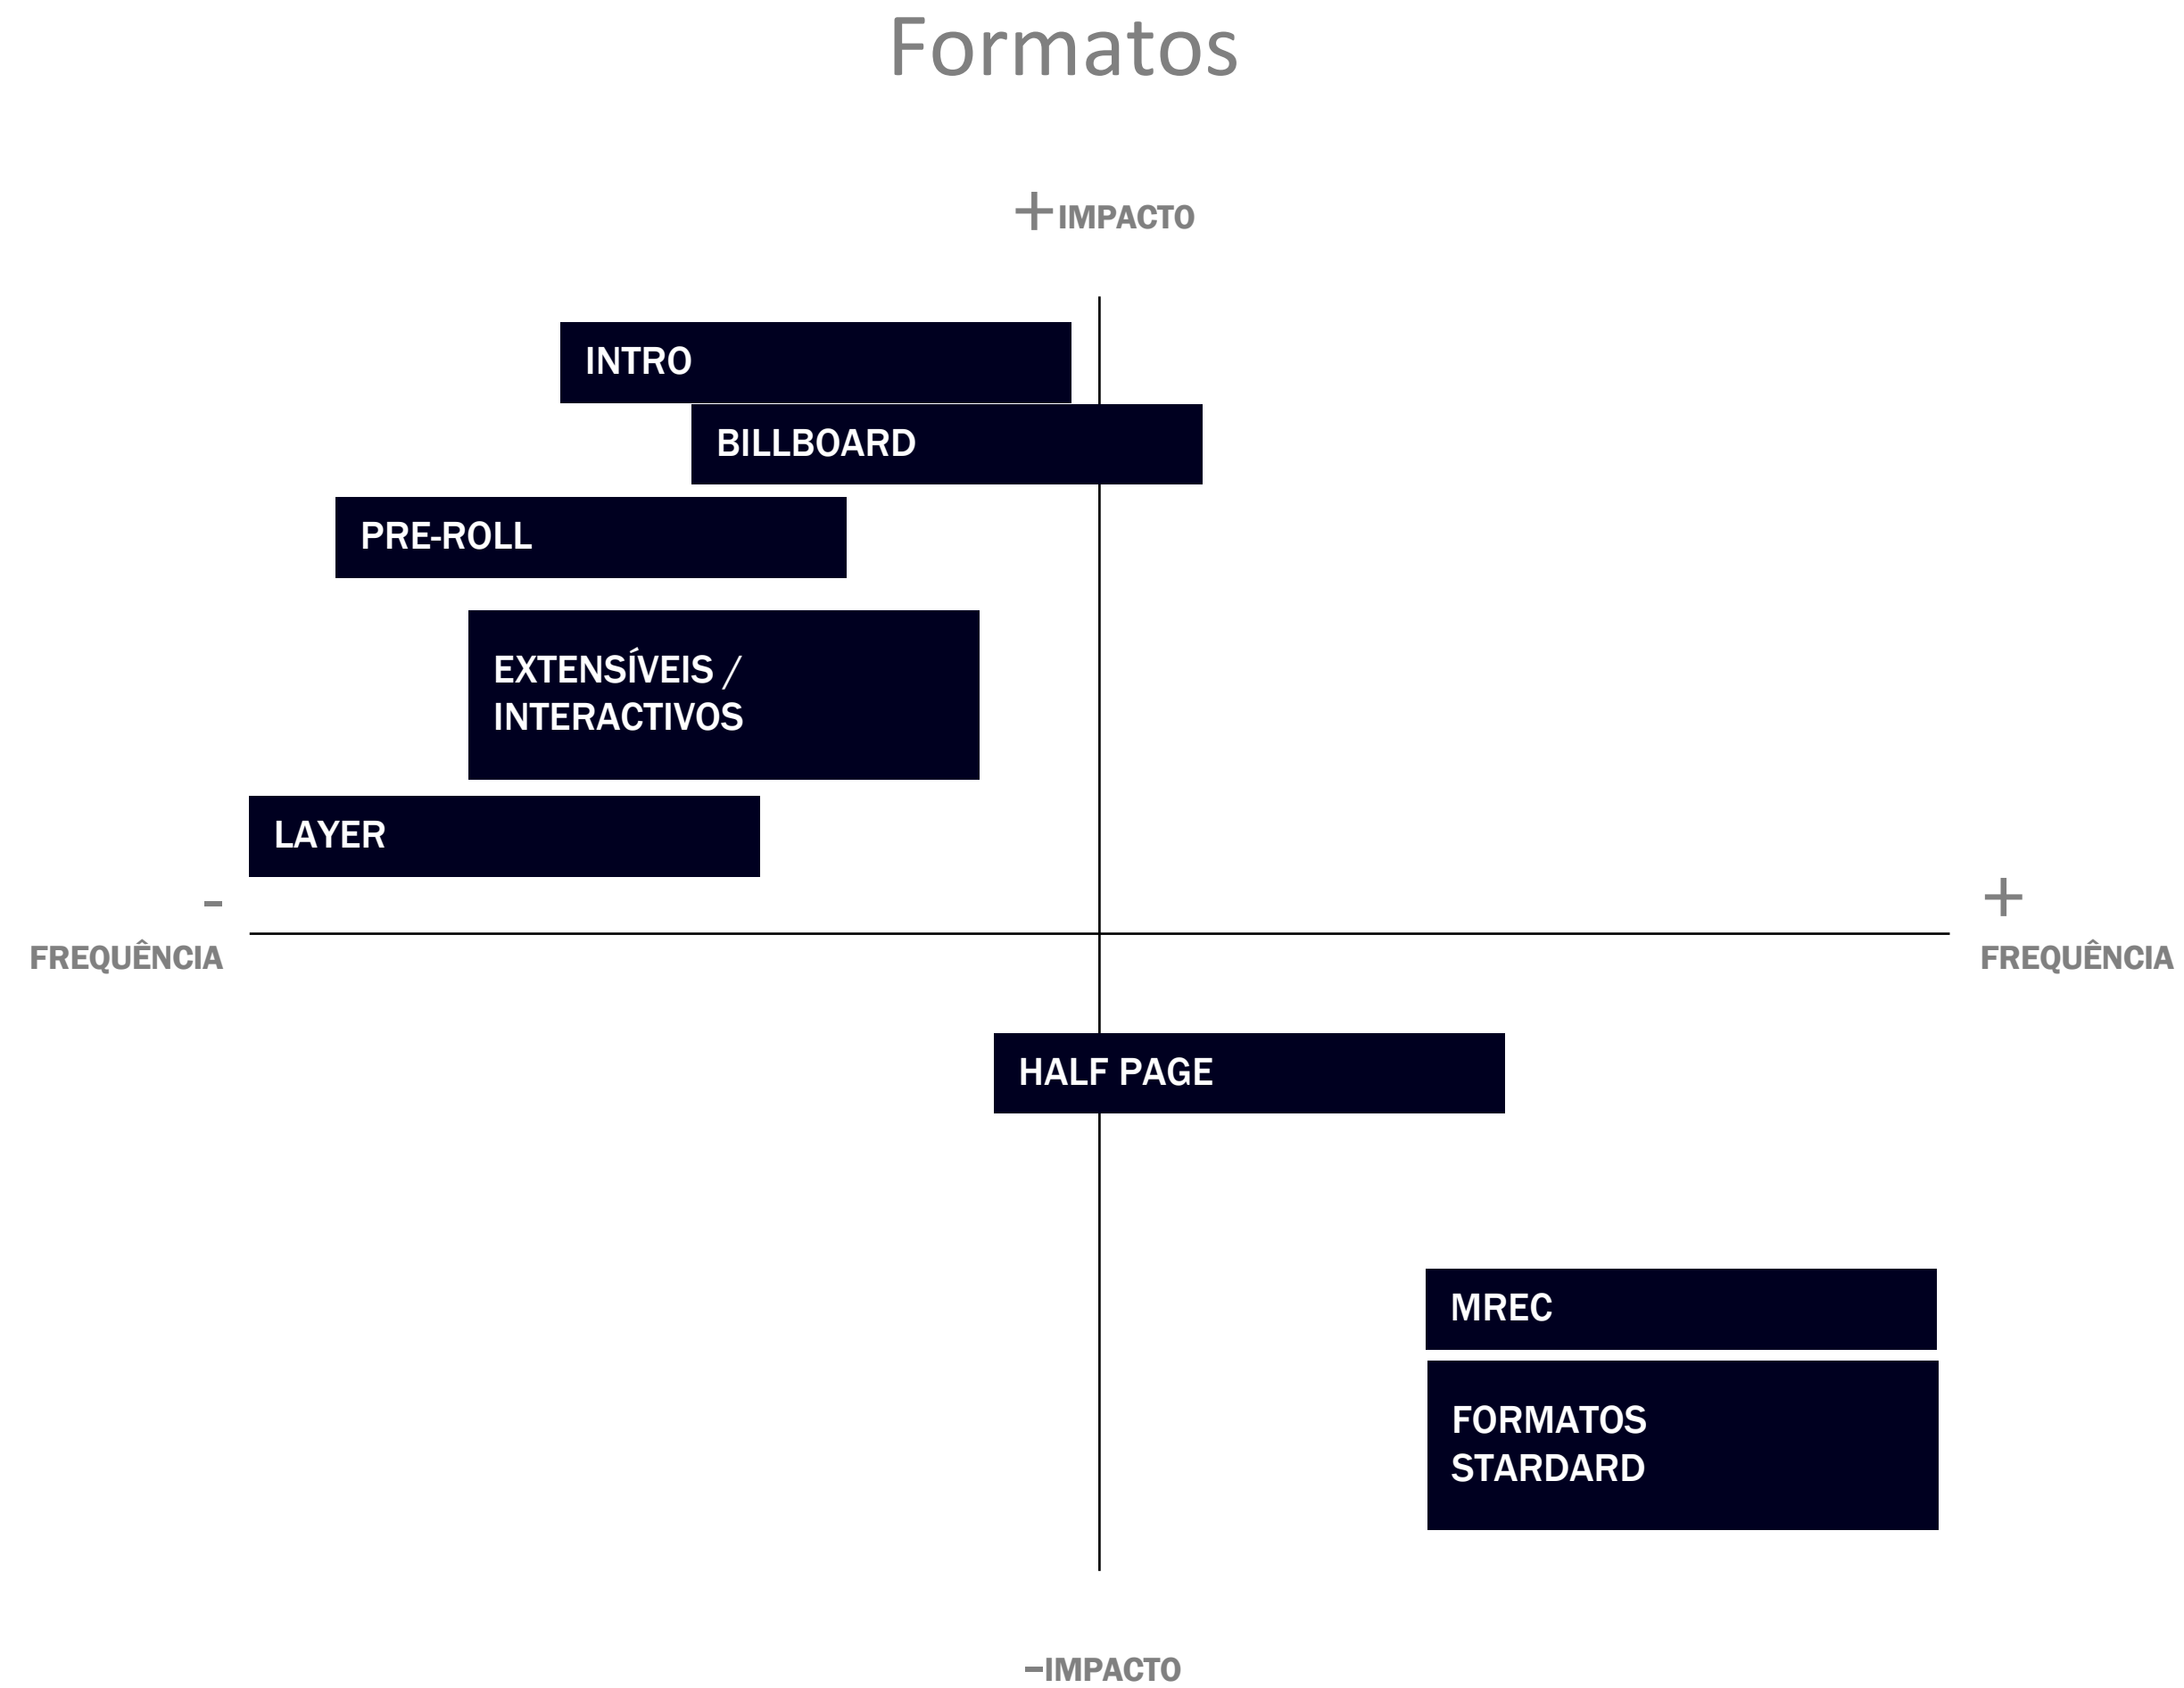 Formatos
+IMPACTO
INTRO
BILLBOARD
PRE-ROLL
EXTENSÍVEIS /
INTERACTIVOS
LAYER
-
FREQUÊNCIA
+
FREQUÊNCIA
HALF PAGE
MREC
FORMATOS
STARDARD
-IMPACTO